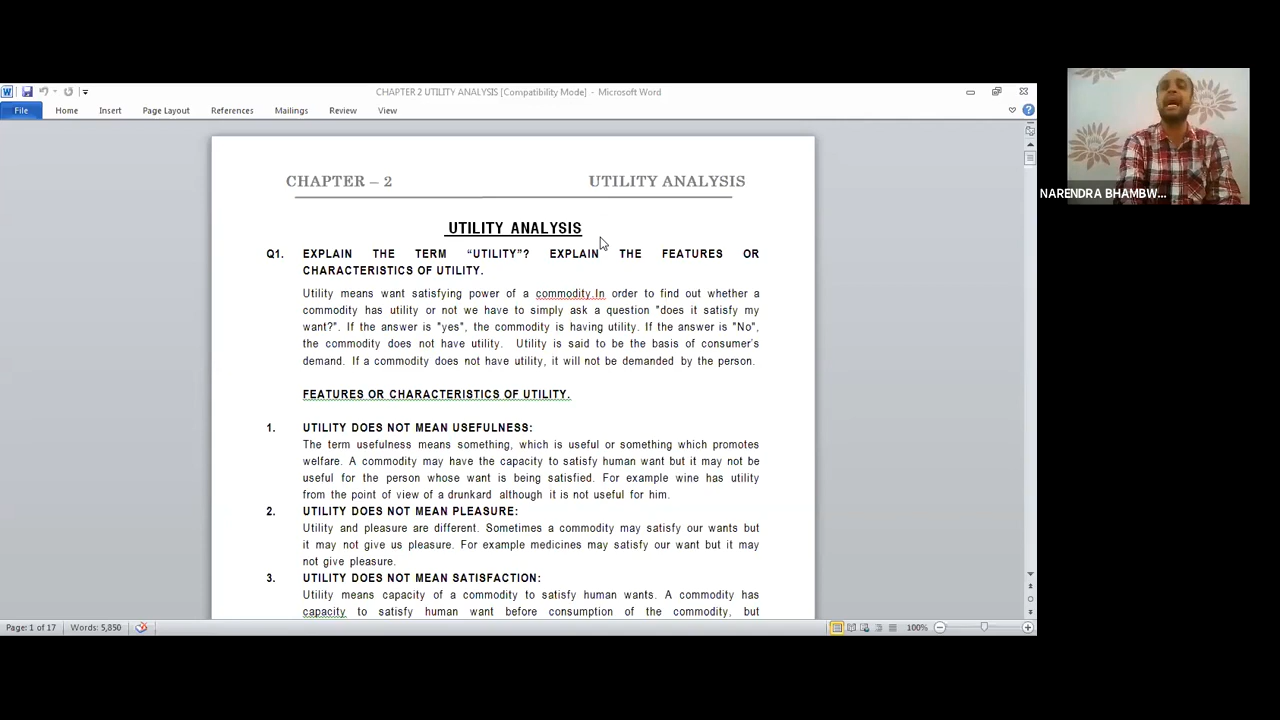 CHAPTER 2 UTILITY ANALYSIS [Compatibility Mode] - Microsoft Word
File Home Insert Page Layout References Mailings Review View
CHAPTER – 2 UTILITY ANALYSIS
UTILITY ANALYSIS
Q1. EXPLAIN THE TERM “UTILITY”? EXPLAIN THE FEATURES OR
CHARACTERISTICS OF UTILITY.
Utility means want satisfying power of a commodity.In order to find out whether a
commodity has utility or not we have to simply ask a question "does it satisfy my
want?". If the answer is "yes", the commodity is having utility. If the answer is "No",
the commodity does not have utility. Utility is said to be the basis of consumer's
demand. If a commodity does not have utility, it will not be demanded by the person.
FEATURES OR CHARACTERISTICS OF UTILITY.
1. UTILITY DOES NOT MEAN USEFULNESS:
The term usefulness means something, which is useful or something which promotes
welfare. A commodity may have the capacity to satisfy human want but it may not be
useful for the person whose want is being satisfied. For example wine has utility
from the point of view of a drunkard although it is not useful for him.
2. UTILITY DOES NOT MEAN PLEASURE:
Utility and pleasure are different. Sometimes a commodity may satisfy our wants but
it may not give us pleasure. For example medicines may satisfy our want but it may
not give pleasure.
3. UTILITY DOES NOT MEAN SATISFACTION:
Utility means capacity of a commodity to satisfy human wants. A commodity has
capacity to satisfy human want before consumption of the commodity, but
Page: 1 of 17 Words: 5,850 100%
NARENDRA BHAMBW...